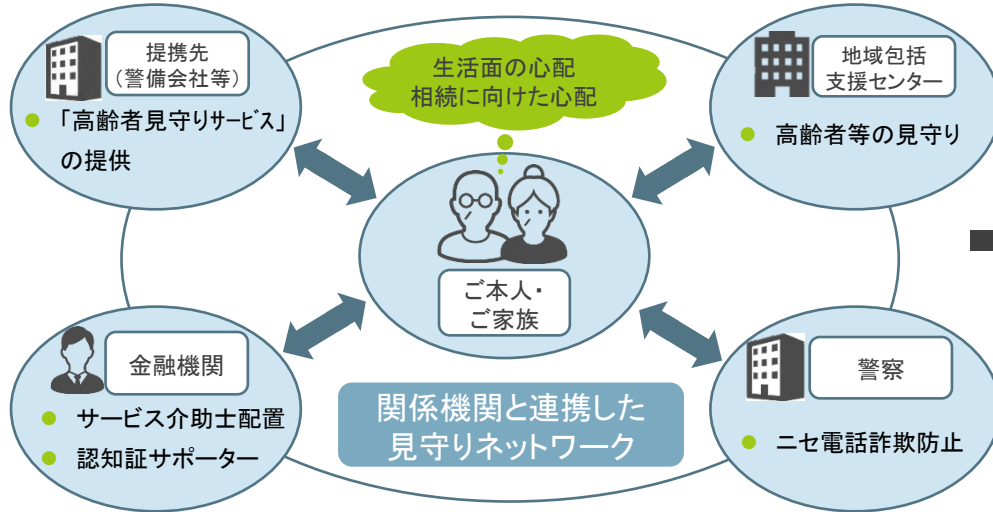 提携先
(警備会社等)
「高齢者見守りサービス」
の提供
生活面の心配
相続に向けた心配
地域包括
支援センター
高齢者等の見守り
ご本人・
ご家族
金融機関
サービス介助士配置
認知証サポーター
関係機関と連携した
見守りネットワーク
警察
ニセ電話詐欺防止